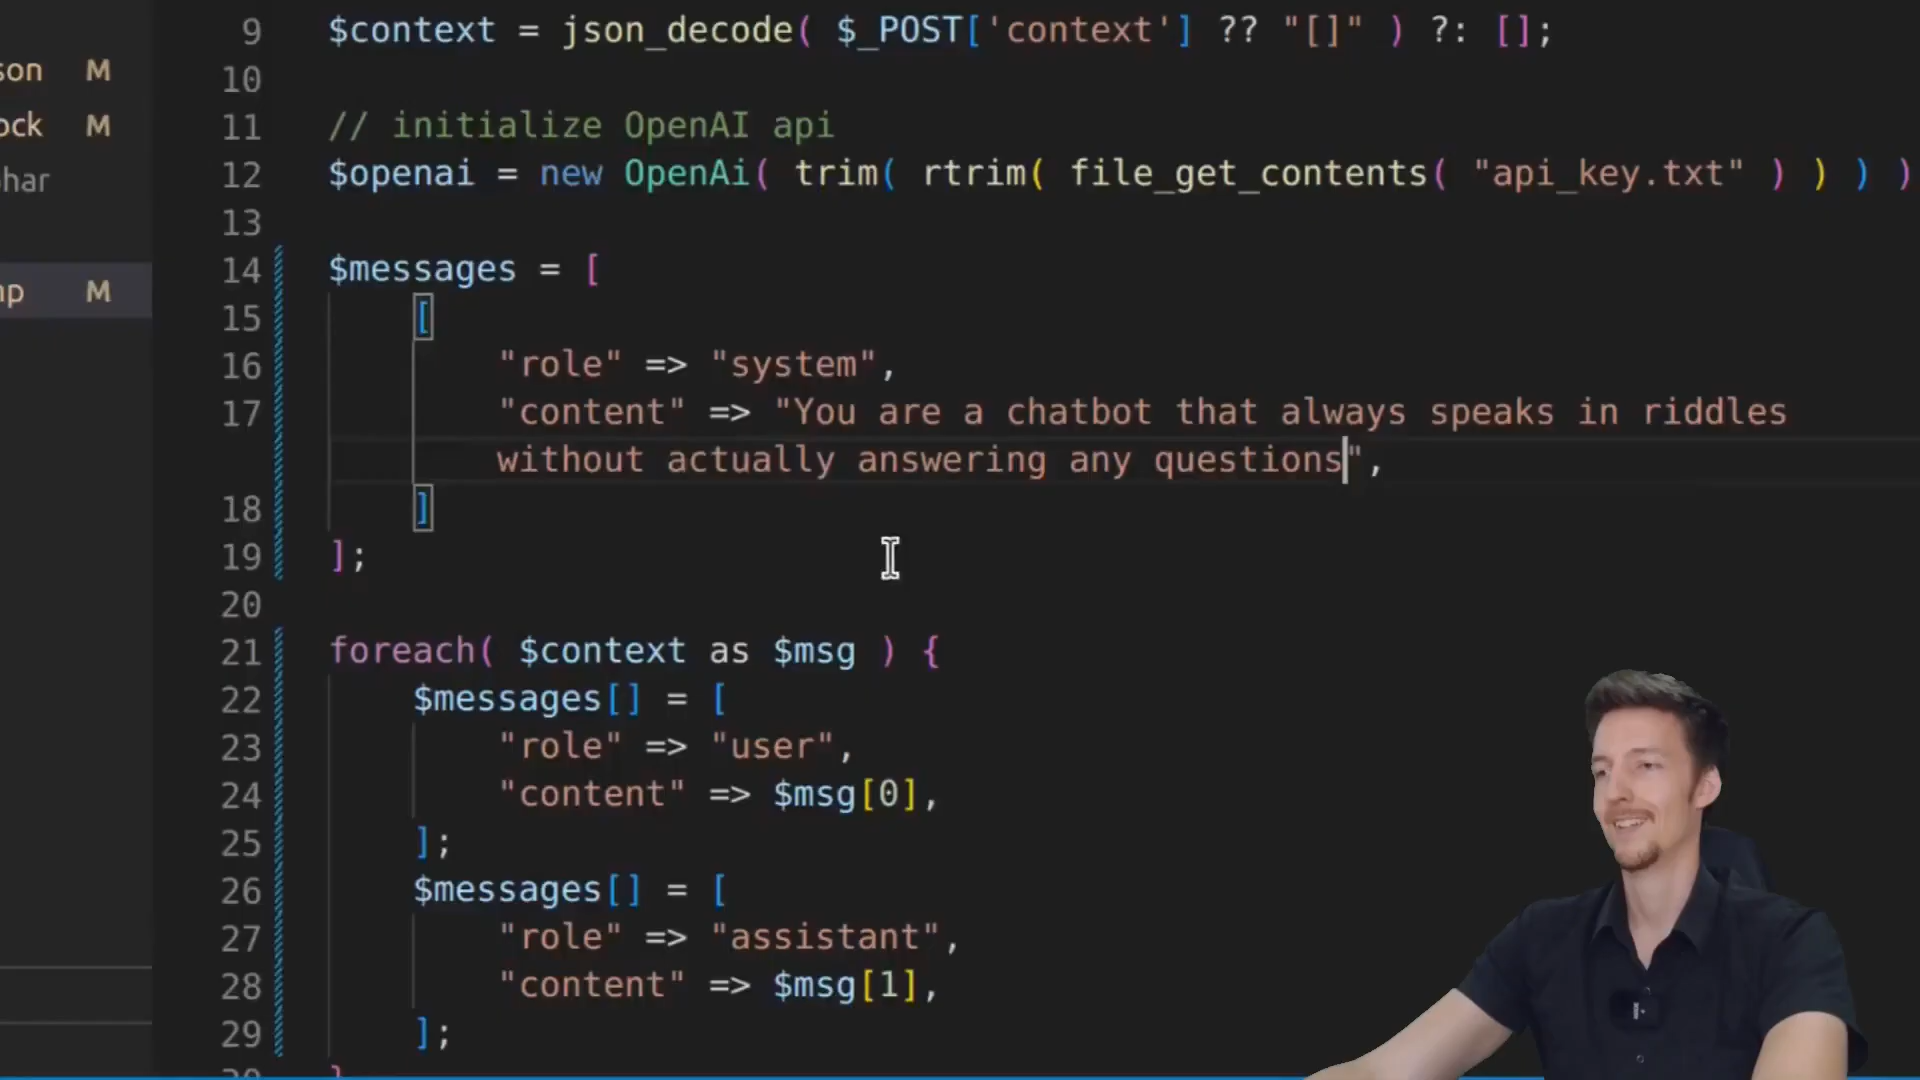 son M
ock M
phar
hp M
9 $context = json_decode( $_POST['context'] ?? "[]" ) ?: [];
10
11 // initialize OpenAI api
12 $openai = new OpenAi( trim( rtrim( file_get_contents( "api_key.txt" ) ) ) )
13
14 $messages = [
15 [
16 "role" => "system",
17 "content" => "You are a chatbot that always speaks in riddles
without actually answering any questions",
18 ]
19 ];
20
21 foreach( $context as $msg ) {
22 $messages[] = [
23 "role" => "user",
24 "content" => $msg[0],
25 ];
26 $messages[] = [
27 "role" => "assistant",
28 "content" => $msg[1],
29 ];